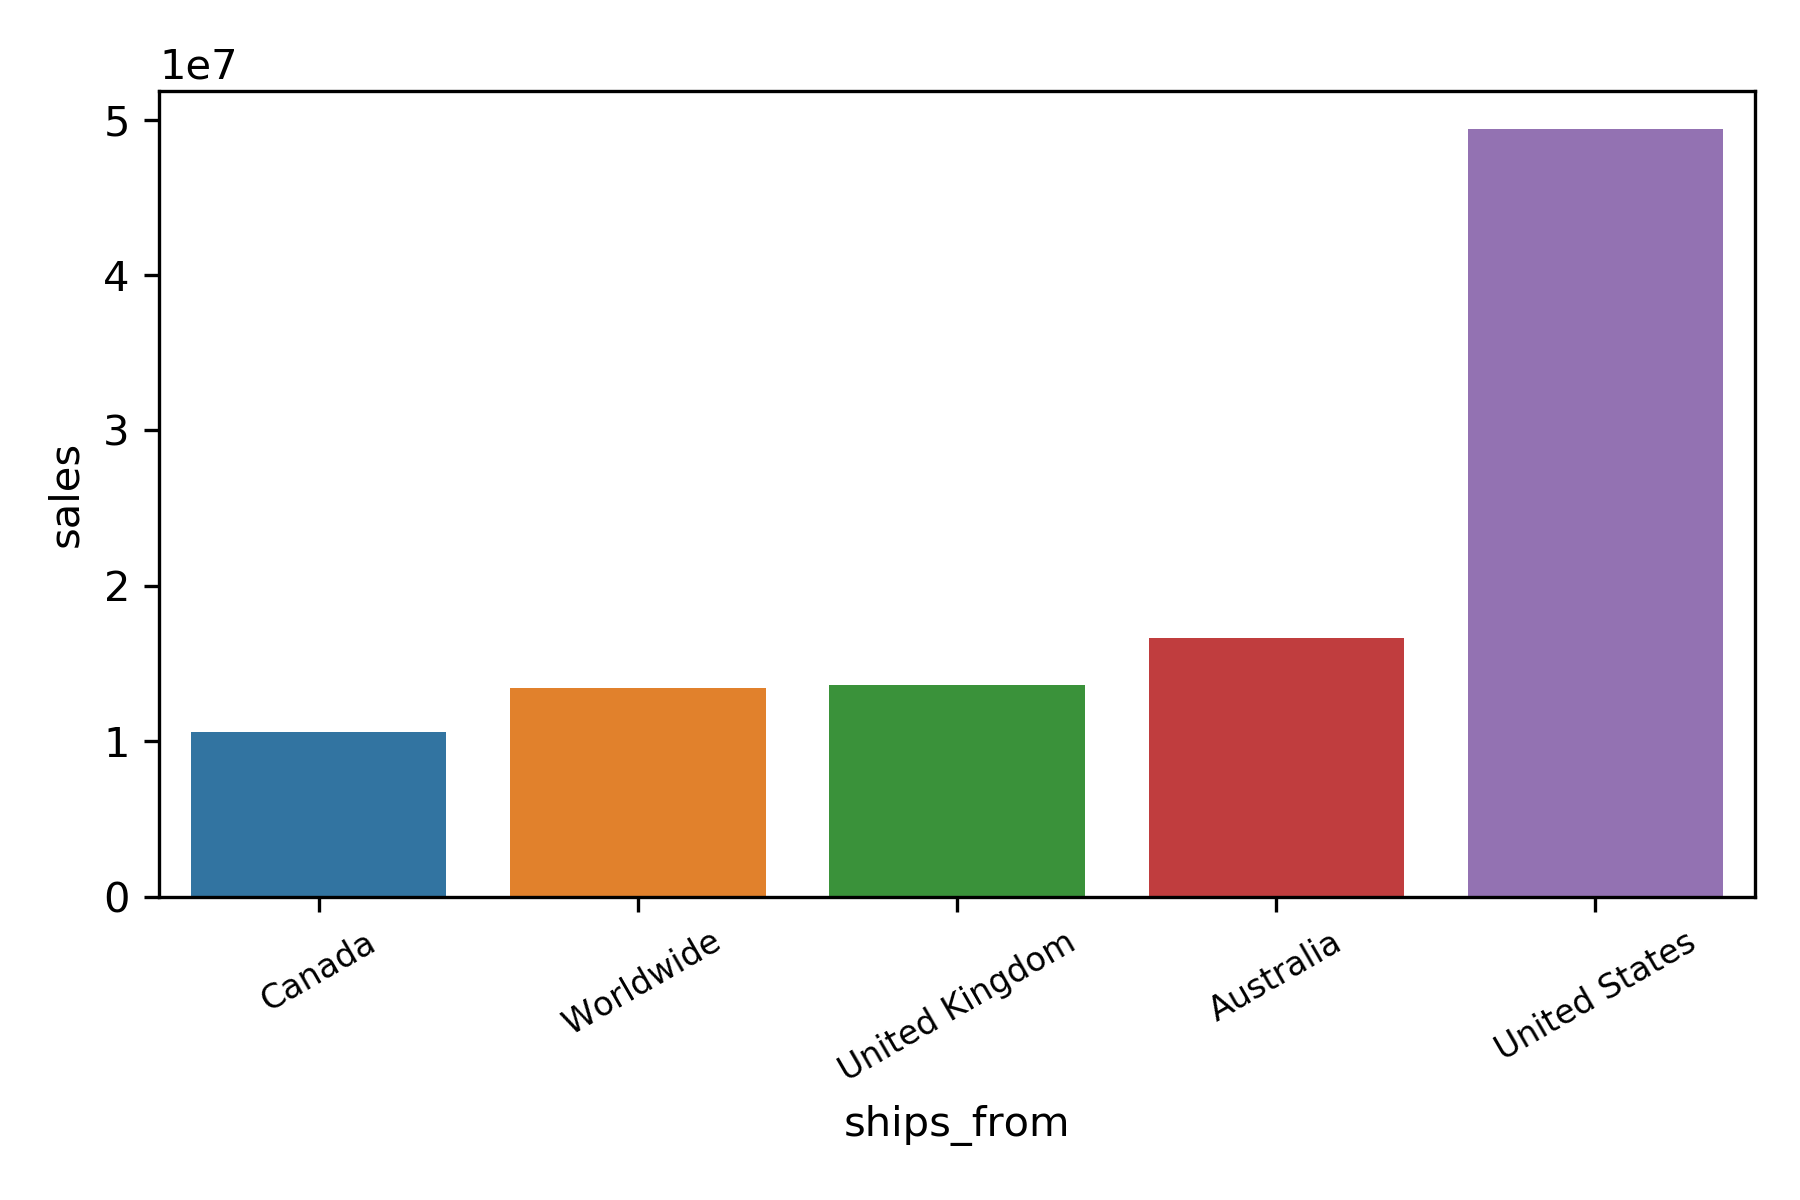 1e7
5
4
3
2
1
0
sales
Canada
Worldwide
United Kingdom
Australia
United States
ships_from